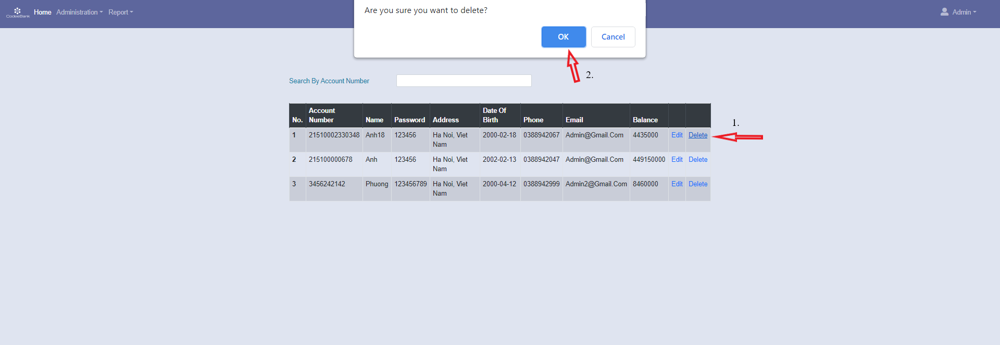 CodeeBank Home Administration Report Admin
Are you sure you want to delete?
OK Cancel
2.
Search By Account Number
1.
No. Account Number Name Password Address Date Of Birth Phone Email Balance
1 21510002330348 Anh18 123456 Ha Noi, Viet Nam 2000-02-18 0388942067 Admin@Gmail.Com 4435000 Edit Delete
2 215100000678 Anh 123456 Ha Noi, Viet Nam 2002-02-13 0388942047 Admin@Gmail.Com 449150000 Edit Delete
3 3456242142 Phuong 123456789 Ha Noi, Viet Nam 2000-04-12 0388942999 Admin2@Gmail.Com 8460000 Edit Delete